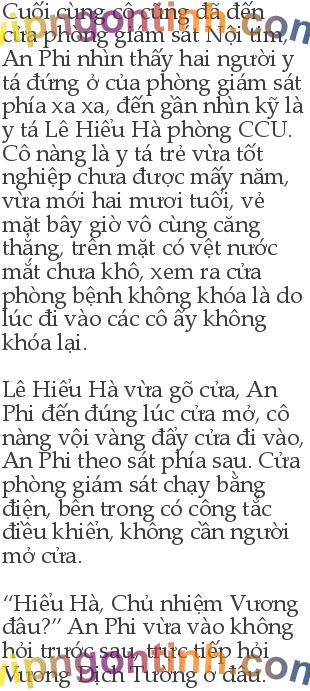 Cuối cùng cô cũng đã đến
cửa phòng giám sát Nội tim,
An Phi nhìn thấy hai người y
tá đứng ở của phòng giám sát
phía xa xa, đến gần nhìn kỹ là
y tá Lê Hiểu Hà phòng CCU.
Cô nàng là y tá trẻ vừa tốt
nghiệp chưa được mấy năm,
vừa mới hai mươi tuổi, vẻ
mặt bây giờ vô cùng căng
thẳng, trên mặt có vệt nước
mắt chưa khô, xem ra cửa
phòng bệnh không khóa là do
lúc đi vào các cô ấy không
khóa lại.
Lê Hiểu Hà vừa gõ cửa, An
Phi đến đúng lúc cửa mở, cô
nàng vội vàng đẩy cửa đi vào,
An Phi theo sát phía sau. Cửa
phòng giám sát chạy bằng
điện, bên trong có công tắc
điều khiển, không cần người
mở cửa.
“Hiểu Hà, Chủ nhiệm Vương
đâu?” An Phi vừa vào không
hỏi trước sau, trực tiếp hỏi
Vương Dịch Tường ở đâu.
vipngontinh.com
vipngontinh.com